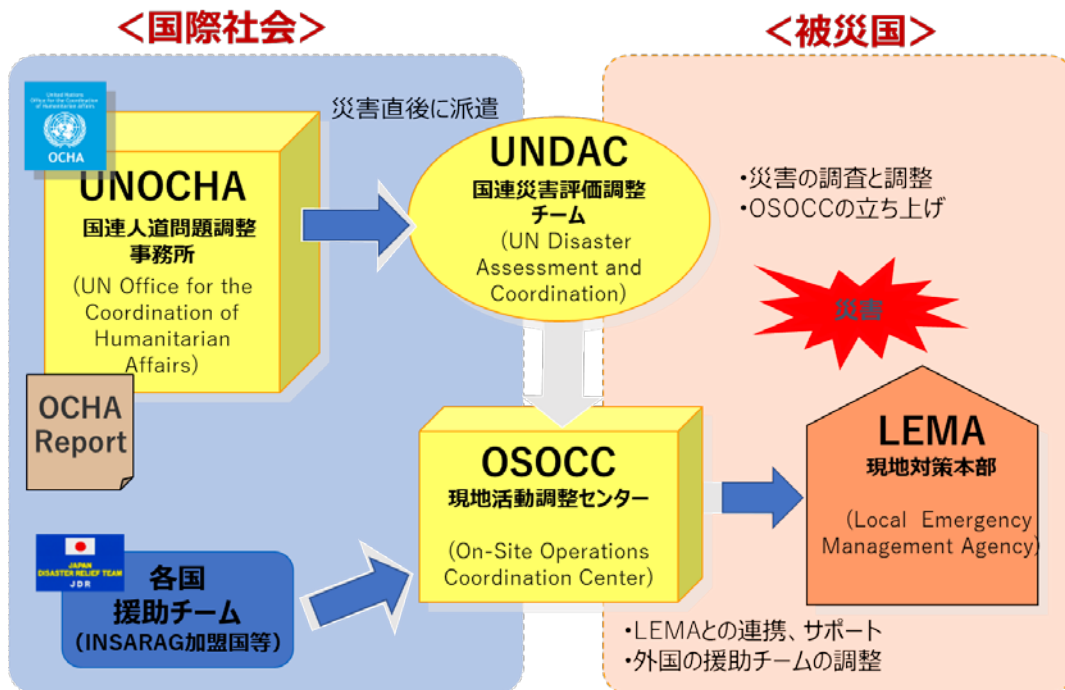 ＜国際社会＞
＜被災国＞
United Nations
Office for the Coordination
of Humanitarian Affairs
OCHA
災害直後に派遣
UNOCHA
国連人道問題調整
事務所
(UN Office for the
Coordination of
Humanitarian
Affairs)
OCHA
Report
UNDAC
国連災害評価調整
チーム
(UN Disaster
Assessment and
Coordination)
・災害の調査と調整
・OSOCCの立ち上げ
災害
OSOCC
現地活動調整センター
(On-Site Operations
Coordination Center)
LEMA
現地対策本部
(Local Emergency
Management Agency)
JAPAN
DISASTER RELIEF TEAM
JDR
各国
援助チーム
(INSARAG加盟国等)
・LEMAとの連携、サポート
・外国の援助チームの調整